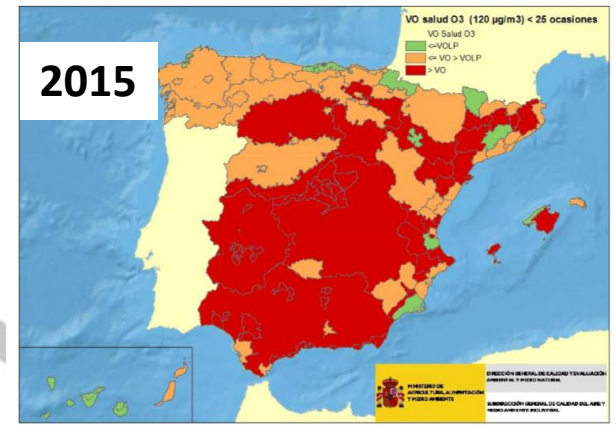 2015
VO salud O3 (120 µg/m3) < 25 ocasiones
VO Salud O3
<=VOLP
<= VO > VOLP
> VO
MINISTERIO DE
AGRICULTURA, ALIMENTACIÓN
Y MEDIO AMBIENTE
DIRECCIÓN GENERAL DE CALIDAD Y EVALUACIÓN
AMBIENTAL Y MEDIO NATURAL
SUBDIRECCIÓN GENERAL DE CALIDAD DEL AIRE Y
MEDIO AMBIENTE INDUSTRIAL